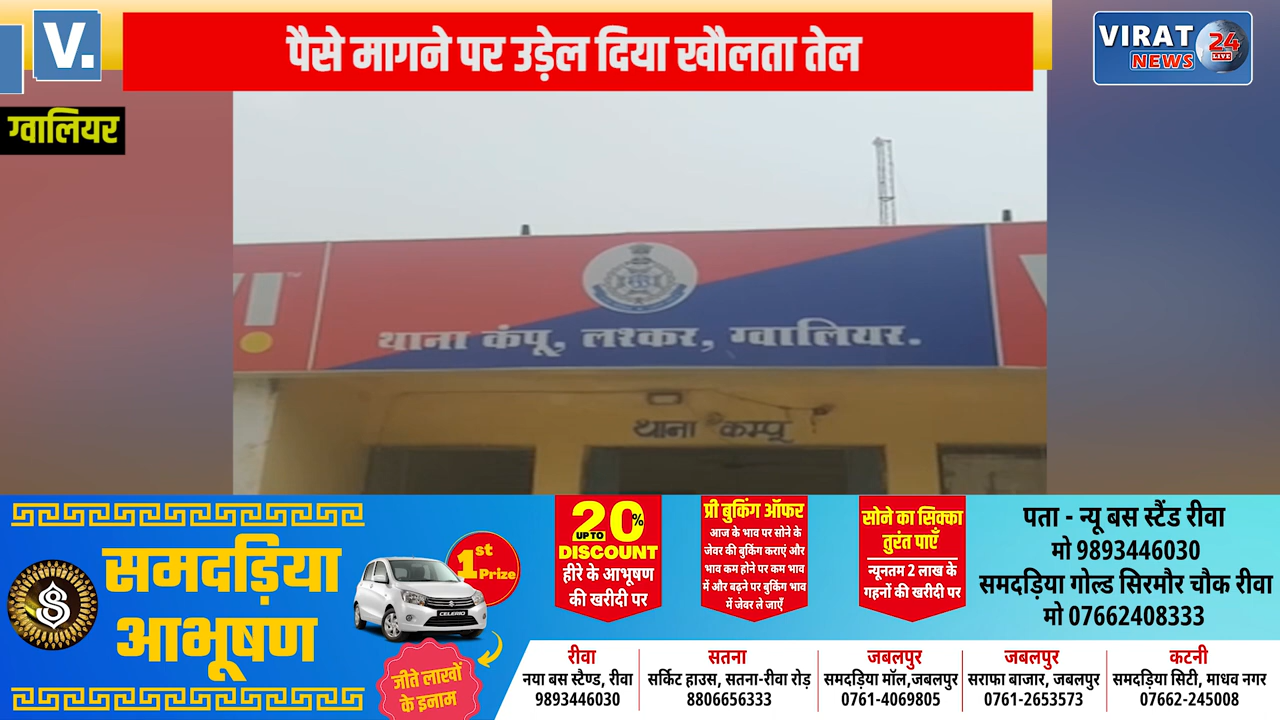 V.
पैसे मागने पर उड़ेल दिया खौलता तेल
VIRAT
24
NEWS
LIVE
ग्वालियर
थाना कंपू, लश्कर, ग्वालियर.
थाना कम्पू
समदड़िया
आभूषण
1st
Prize
CELERIO
जीते लाखों
के इनाम
20%
UPTO
DISCOUNT
हीरे के आभूषण
की खरीदी पर
प्री बुकिंग ऑफर
आज के भाव पर सोने के
जेवर की बुकिंग कराएं और
भाव कम होने पर कम भाव
में और बढ़ने पर बुकिंग भाव
में जेवर ले जाएँ
सोने का सिक्का
तुरंत पाएँ
न्यूनतम 2 लाख के
गहनों की खरीदी पर
पता - न्यू बस स्टैंड रीवा
मो 9893446030
समदड़िया गोल्ड सिरमौर चौक रीवा
मो 07662408333
रीवा
नया बस स्टैण्ड, रीवा
9893446030
सतना
सर्किट हाउस, सतना-रीवा रोड़
8806656333
जबलपुर
समदड़िया मॉल,जबलपुर
0761-4069805
जबलपुर
सराफा बाजार, जबलपुर
0761-2653573
कटनी
समदड़िया सिटी, माधव नगर
07662-245008